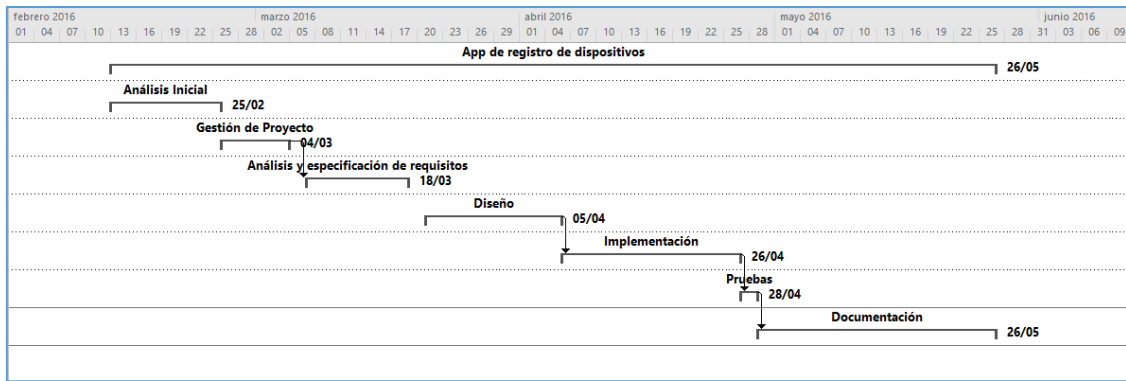 febrero 2016 marzo 2016 abril 2016 mayo 2016 junio 2016
01 04 07 10 13 16 19 22 25 28 02 05 08 11 14 17 20 23 26 29 01 04 07 10 13 16 19 22 25 28 01 04 07 10 13 16 19 22 25 28 31 03 06 09
App de registro de dispositivos
26/05
Análisis Inicial
25/02
Gestión de Proyecto
04/03
Análisis y especificación de requisitos
18/03
Diseño
05/04
Implementación
26/04
Pruebas
28/04
Documentación
26/05